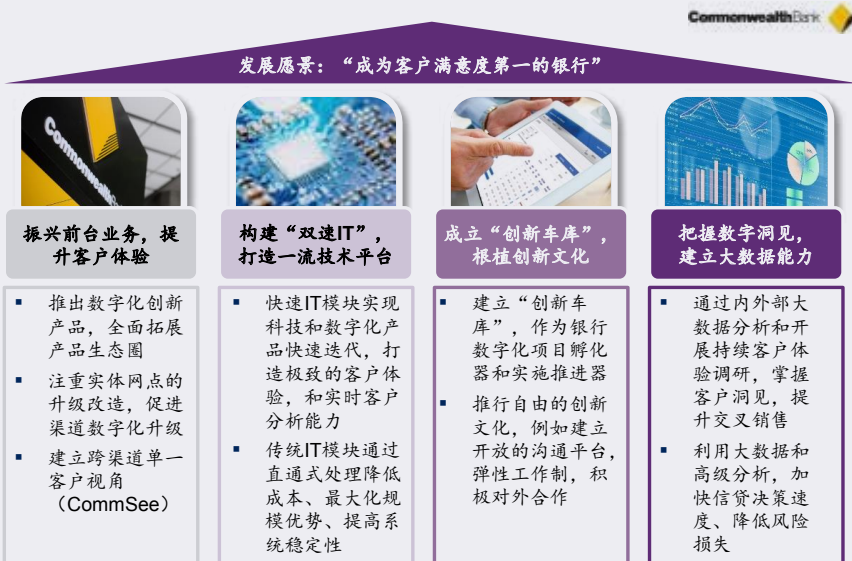 CommonwealthBank
发展愿景：“成为客户满意度第一的银行”
Commonwealth
振兴前台业务，提
升客户体验
构建“双速IT”，
打造一流技术平台
成立“创新车库”，
根植创新文化
把握数字洞见，
建立大数据能力
▪ 推出数字化创新
产品，全面拓展
产品生态圈
▪ 注重实体网点的
升级改造，促进
渠道数字化升级
▪ 建立跨渠道单一
客户视角
（CommSee）
▪ 快速IT模块实现
科技和数字化产
品快速迭代，打
造极致的客户体
验，和实时客户
分析能力
▪ 传统IT模块通过
直通式处理降低
成本、最大化规
模优势、提高系
统稳定性
▪ 建立“创新车
库”，作为银行
数字化项目孵化
器和实施推进器
▪ 推行自由的创新
文化，例如建立
开放的沟通平台，
弹性工作制，积
极对外合作
▪ 通过内外部大
数据分析和开
展持续客户体
验调研，掌握
客户洞见，提
升交叉销售
▪ 利用大数据和
高级分析，加
快信贷决策速
度、降低风险
损失